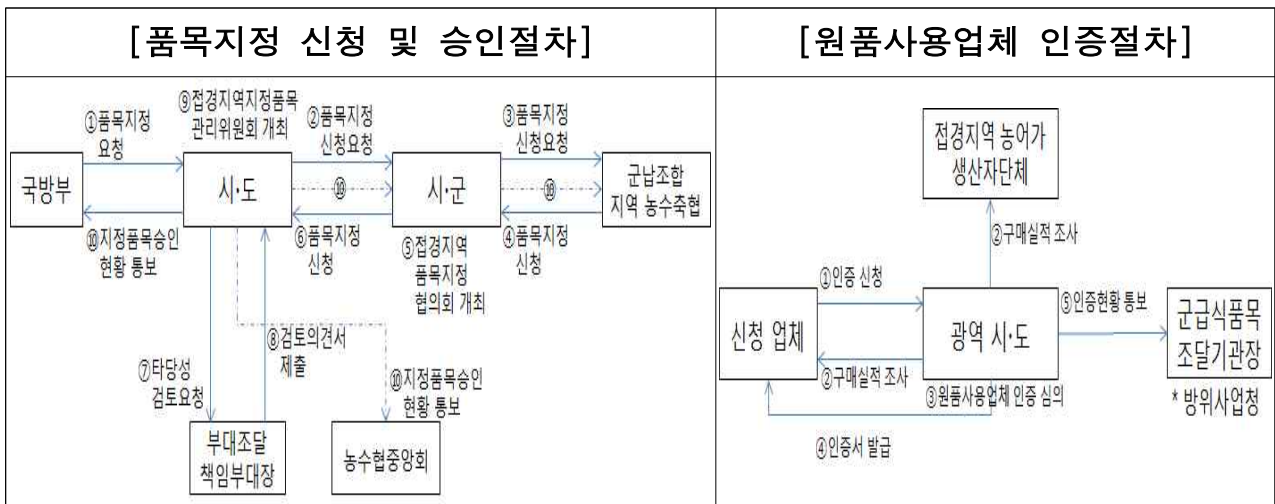 [품목지정 신청 및 승인절차]
①품목지정
요청
⑨접경지역지정품목
관리위원회 개최
②품목지정
신청요청
③품목지정
신청요청
국방부
시·도
⑩
시·군
⑩
군납조합
지역 농수축협
⑩지정품목승인
현황 통보
⑥품목지정
신청
⑤접경지역
품목지정
협의회 개최
④품목지정
신청
⑦타당성
검토요청
⑧검토의견서
제출
⑩지정품목승인
현황 통보
부대조달
책임부대장
농수협중앙회
[원품사용업체 인증절차]
접경지역 농어가
생산자단체
②구매실적 조사
①인증 신청
⑤인증현황 통보
신청 업체
광역 시·도
군급식품목
조달기관장
②구매실적 조사
③원품사용업체 인증 심의
* 방위사업청
④인증서 발급